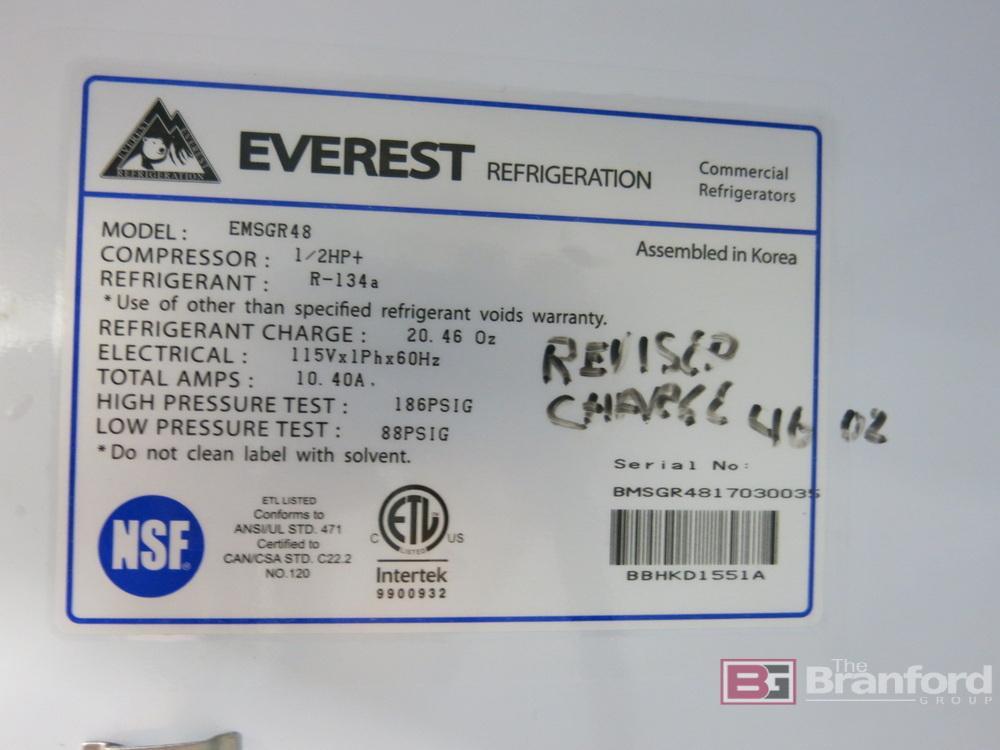 EVEREST REFRIGERATION
EVEREST REFRIGERATION
Commercial
Refrigerators
MODEL : EMSGR48
COMPRESSOR : 1/2HP+
REFRIGERANT : R-134a
Assembled in Korea
*Use of other than specified refrigerant voids warranty.
REFRIGERANT CHARGE : 20.46 Oz
ELECTRICAL : 115Vx1Phx60Hz
TOTAL AMPS : 10.40A.
HIGH PRESSURE TEST : 186PSIG
LOW PRESSURE TEST : 88PSIG
*Do not clean label with solvent.
REVISED
CHARGE 46 OZ
Serial No:
BMSGR4817030035
BBHKD1551A
NSF®
ETL LISTED
Conforms to
ANSI/UL STD. 471
Certified to
CAN/CSA STD. C22.2
NO.120
C ETL US
LISTED
Intertek
9900932
BG The
Branford
GROUP